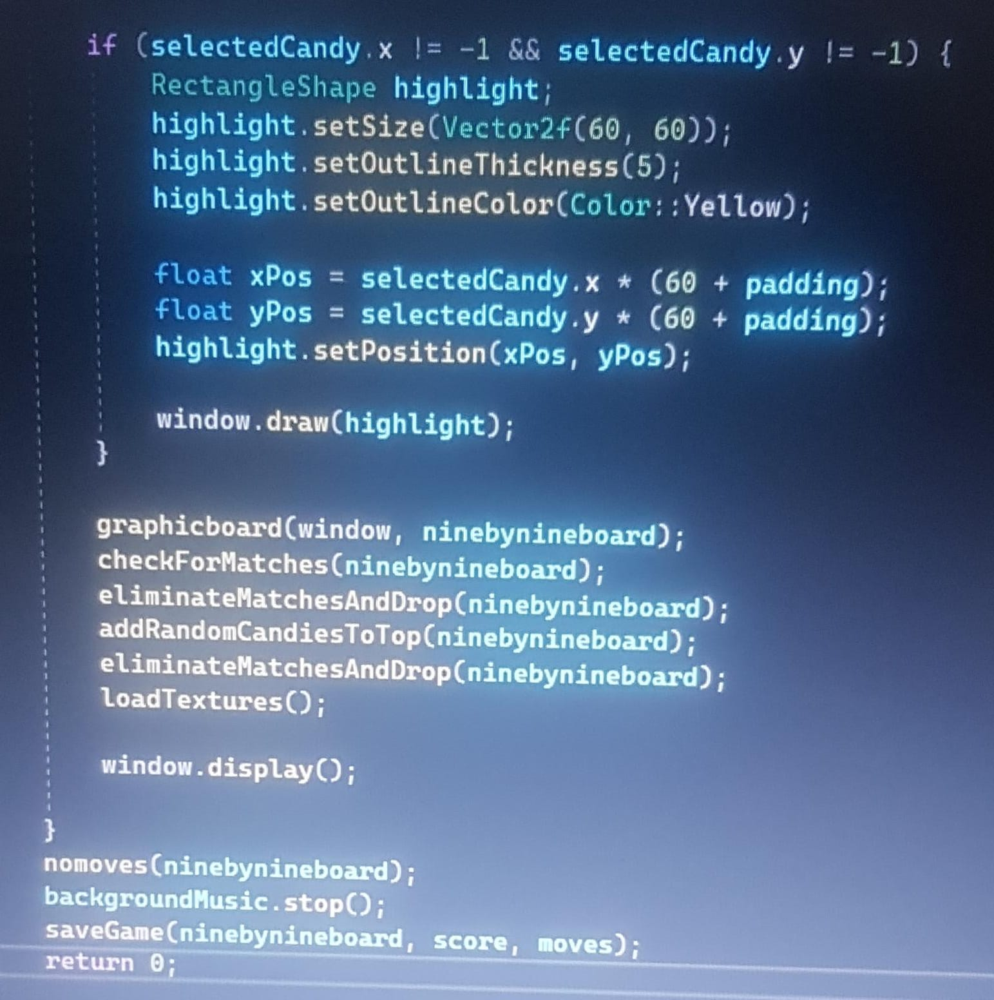 if (selectedCandy.x != -1 && selectedCandy.y != -1) {
RectangleShape highlight;
highlight.setSize(Vector2f(60, 60));
highlight.setOutlineThickness(5);
highlight.setOutlineColor(Color::Yellow);
float xPos = selectedCandy.x * (60 + padding);
float yPos = selectedCandy.y * (60 + padding);
highlight.setPosition(xPos, yPos);
window.draw(highlight);
}
graphicboard(window, ninebynineboard);
checkForMatches(ninebynineboard);
eliminateMatchesAndDrop(ninebynineboard);
addRandomCandiesToTop(ninebynineboard);
eliminateMatchesAndDrop(ninebynineboard);
loadTextures();
window.display();
}
nomoves(ninebynineboard);
backgroundMusic.stop();
saveGame(ninebynineboard, score, moves);
return 0;